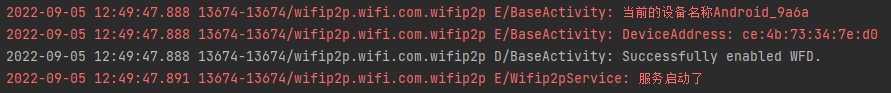 2022-09-05 12:49:47.888 13674-13674/wifip2p.wifi.com.wifip2p E/BaseActivity: 当前的设备名称Android_9a6a
2022-09-05 12:49:47.888 13674-13674/wifip2p.wifi.com.wifip2p E/BaseActivity: DeviceAddress: ce:4b:73:34:7e:d0
2022-09-05 12:49:47.888 13674-13674/wifip2p.wifi.com.wifip2p D/BaseActivity: Successfully enabled WFD.
2022-09-05 12:49:47.891 13674-13674/wifip2p.wifi.com.wifip2p E/Wifip2pService: 服务启动了